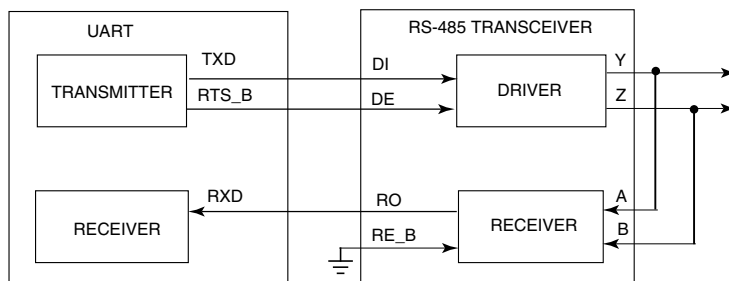 UART
RS-485 TRANSCEIVER
TXD
DI
Y
TRANSMITTER
DRIVER
RTS_B
DE
Z
RXD
RO
A
RECEIVER
RECEIVER
RE_B
B